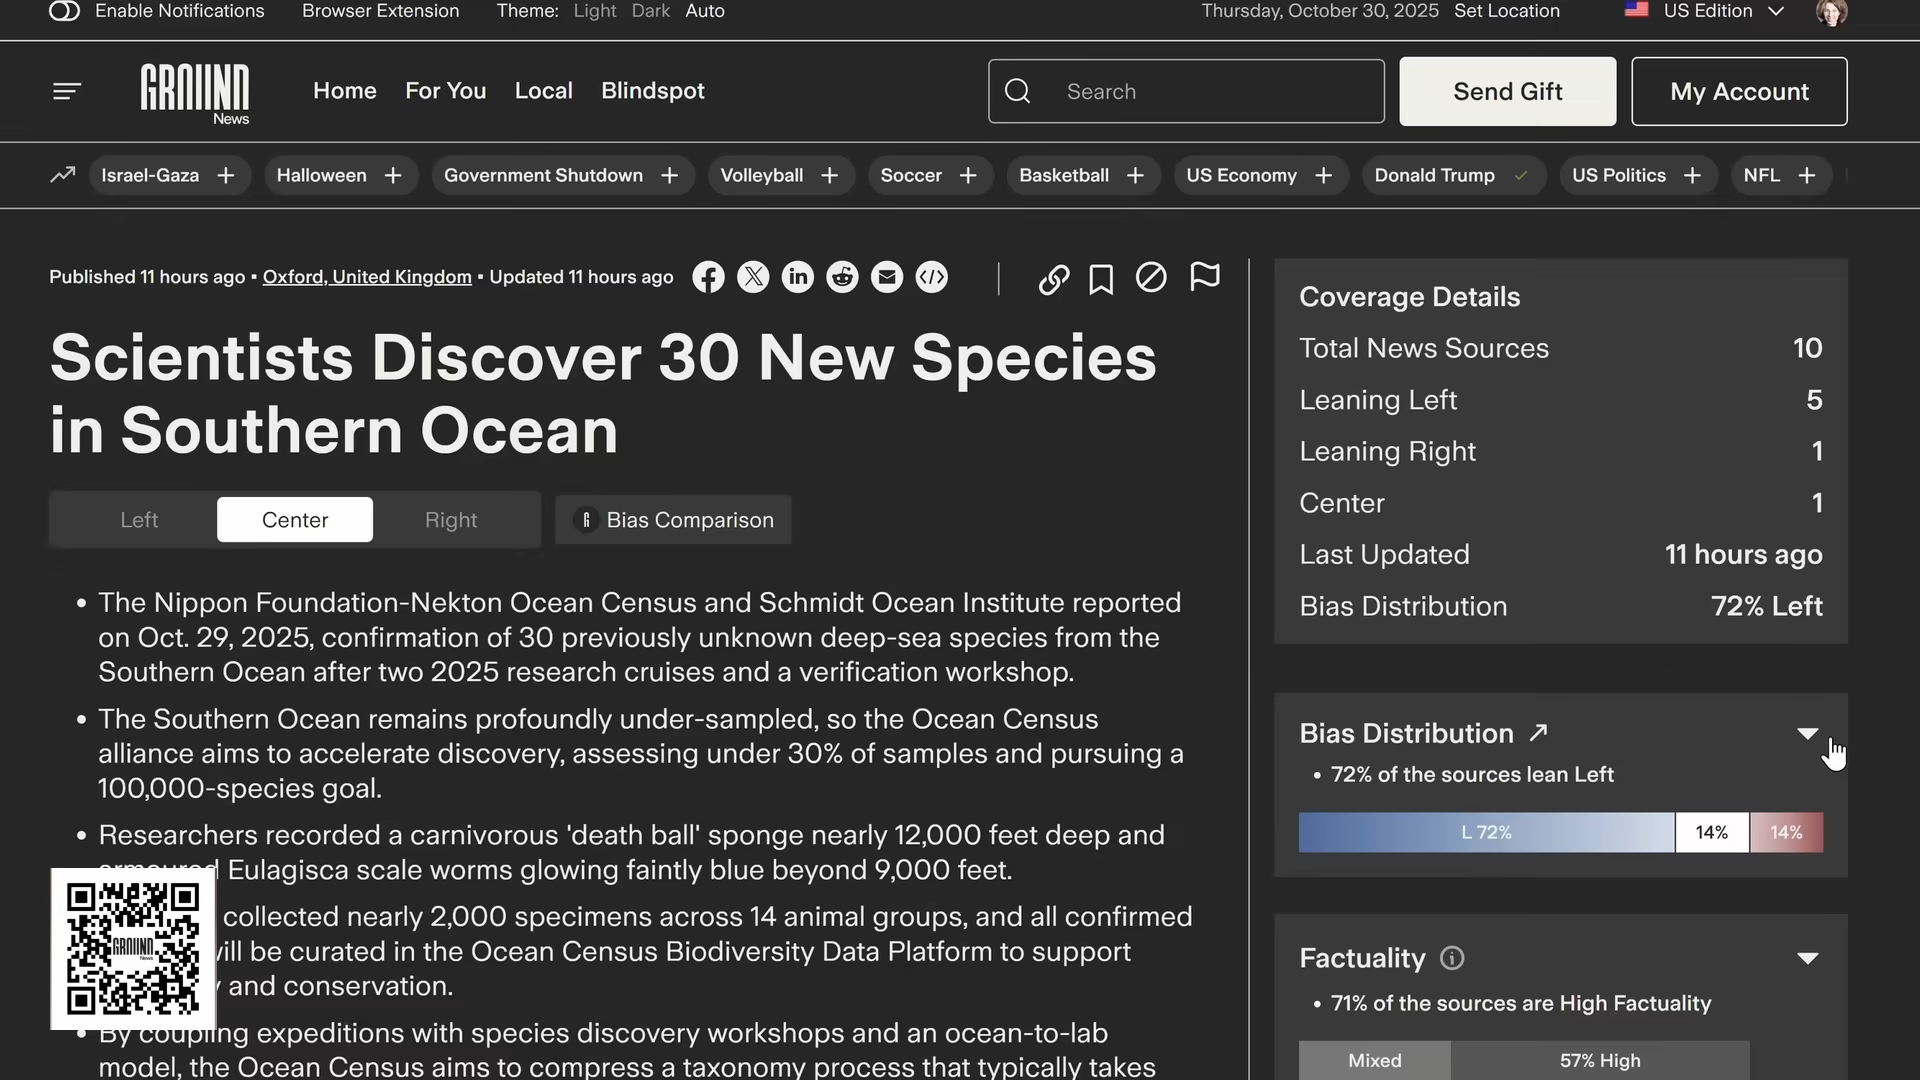 Enable Notifications Browser Extension Theme: Light Dark Auto Thursday, October 30, 2025 Set Location US Edition
GROUND
News
Home For You Local Blindspot Search Send Gift My Account
Israel-Gaza + Halloween + Government Shutdown + Volleyball + Soccer + Basketball + US Economy + Donald Trump ✓ US Politics + NFL +
Published 11 hours ago • Oxford, United Kingdom • Updated 11 hours ago
Scientists Discover 30 New Species
in Southern Ocean
Left Center Right Bias Comparison
• The Nippon Foundation-Nekton Ocean Census and Schmidt Ocean Institute reported
on Oct. 29, 2025, confirmation of 30 previously unknown deep-sea species from the
Southern Ocean after two 2025 research cruises and a verification workshop.
• The Southern Ocean remains profoundly under-sampled, so the Ocean Census
alliance aims to accelerate discovery, assessing under 30% of samples and pursuing a
100,000-species goal.
• Researchers recorded a carnivorous 'death ball' sponge nearly 12,000 feet deep and
armoured Eulagisca scale worms glowing faintly blue beyond 9,000 feet.
collected nearly 2,000 specimens across 14 animal groups, and all confirmed
will be curated in the Ocean Census Biodiversity Data Platform to support
and conservation.
• By coupling expeditions with species discovery workshops and an ocean-to-lab
model, the Ocean Census aims to compress a taxonomy process that typically takes
GROUND
News
Coverage Details
Total News Sources 10
Leaning Left 5
Leaning Right 1
Center 1
Last Updated 11 hours ago
Bias Distribution 72% Left
Bias Distribution ↗
• 72% of the sources lean Left
L 72% 14% 14%
Factuality
• 71% of the sources are High Factuality
Mixed 57% High